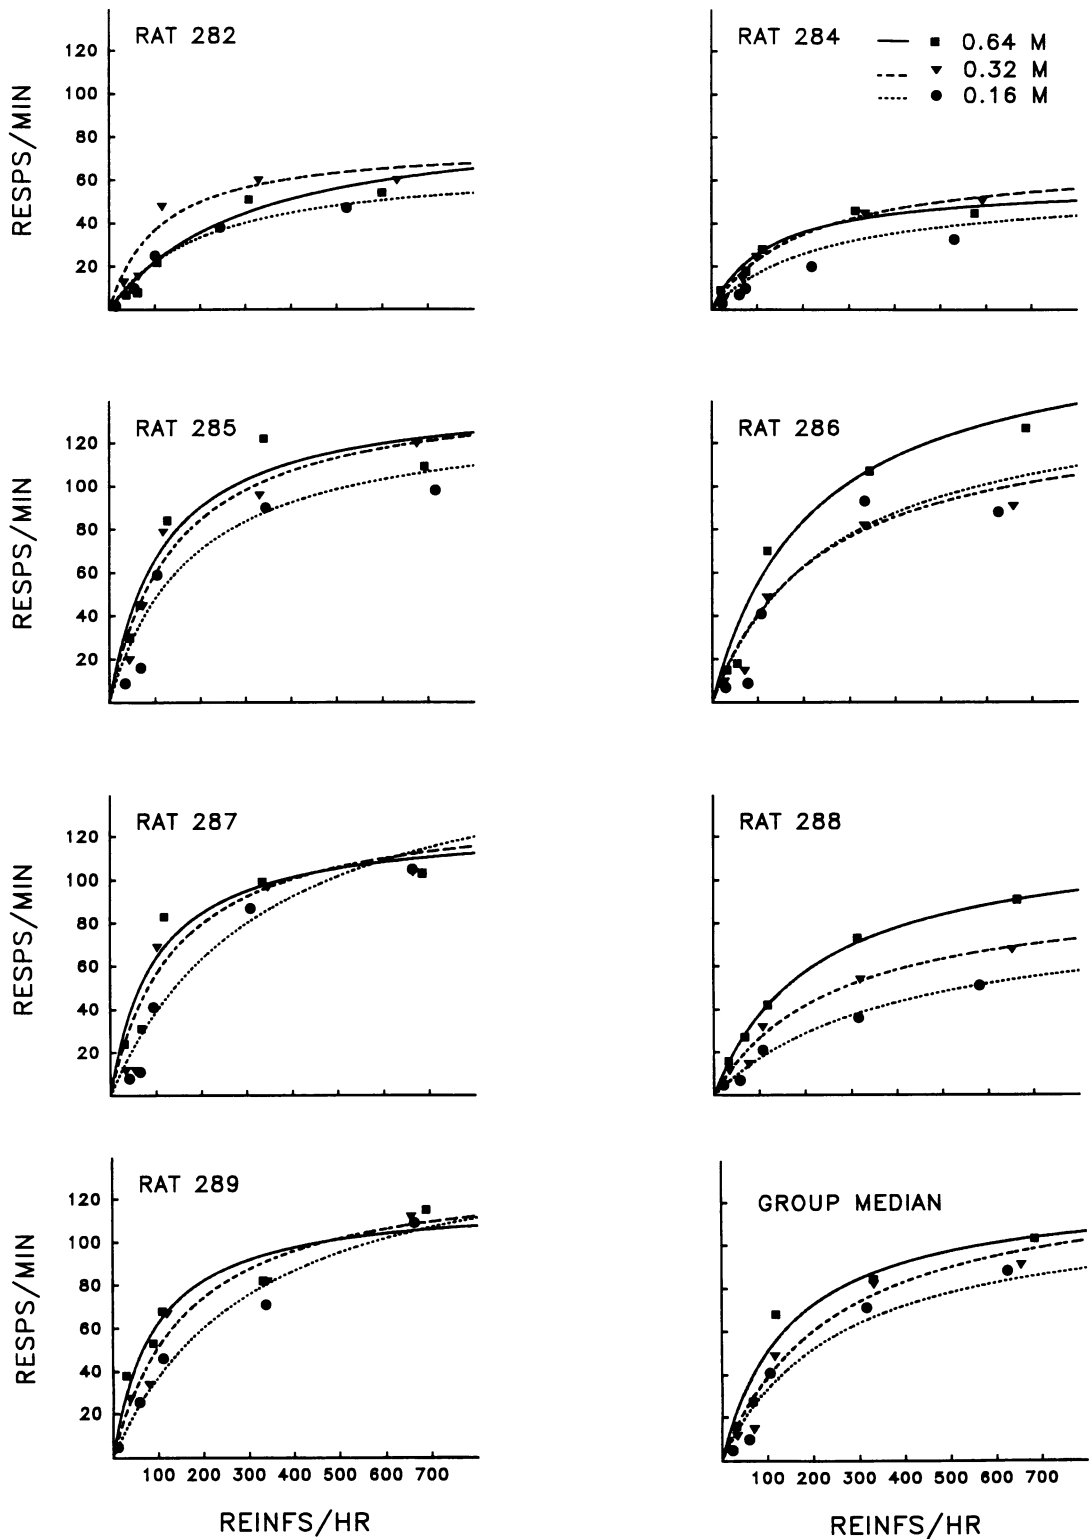 RAT 282
RAT 284
0.64 M
0.32 M
0.16 M
120
100
80
60
40
20
RESPS/MIN
RAT 285
RAT 286
120
100
80
60
40
20
RESPS/MIN
RAT 287
RAT 288
120
100
80
60
40
20
RESPS/MIN
RAT 289
GROUP MEDIAN
120
100
80
60
40
20
RESPS/MIN
100 200 300 400 500 600 700
100 200 300 400 500 600 700
REINFS/HR
REINFS/HR